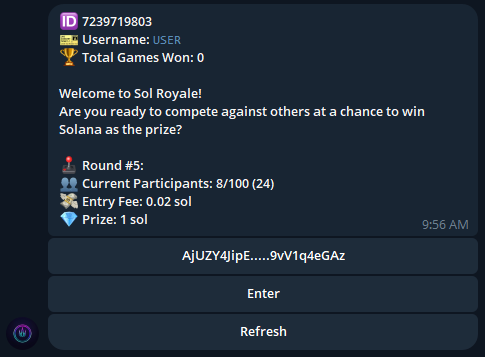 ID 7239719803
Username: USER
Total Games Won: 0
Welcome to Sol Royale!
Are you ready to compete against others at a chance to win
Solana as the prize?
Round #5:
Current Participants: 8/100 (24)
Entry Fee: 0.02 sol
Prize: 1 sol
9:56 AM
AjUZY4JipE.....9vV1q4eGAz
Enter
Refresh